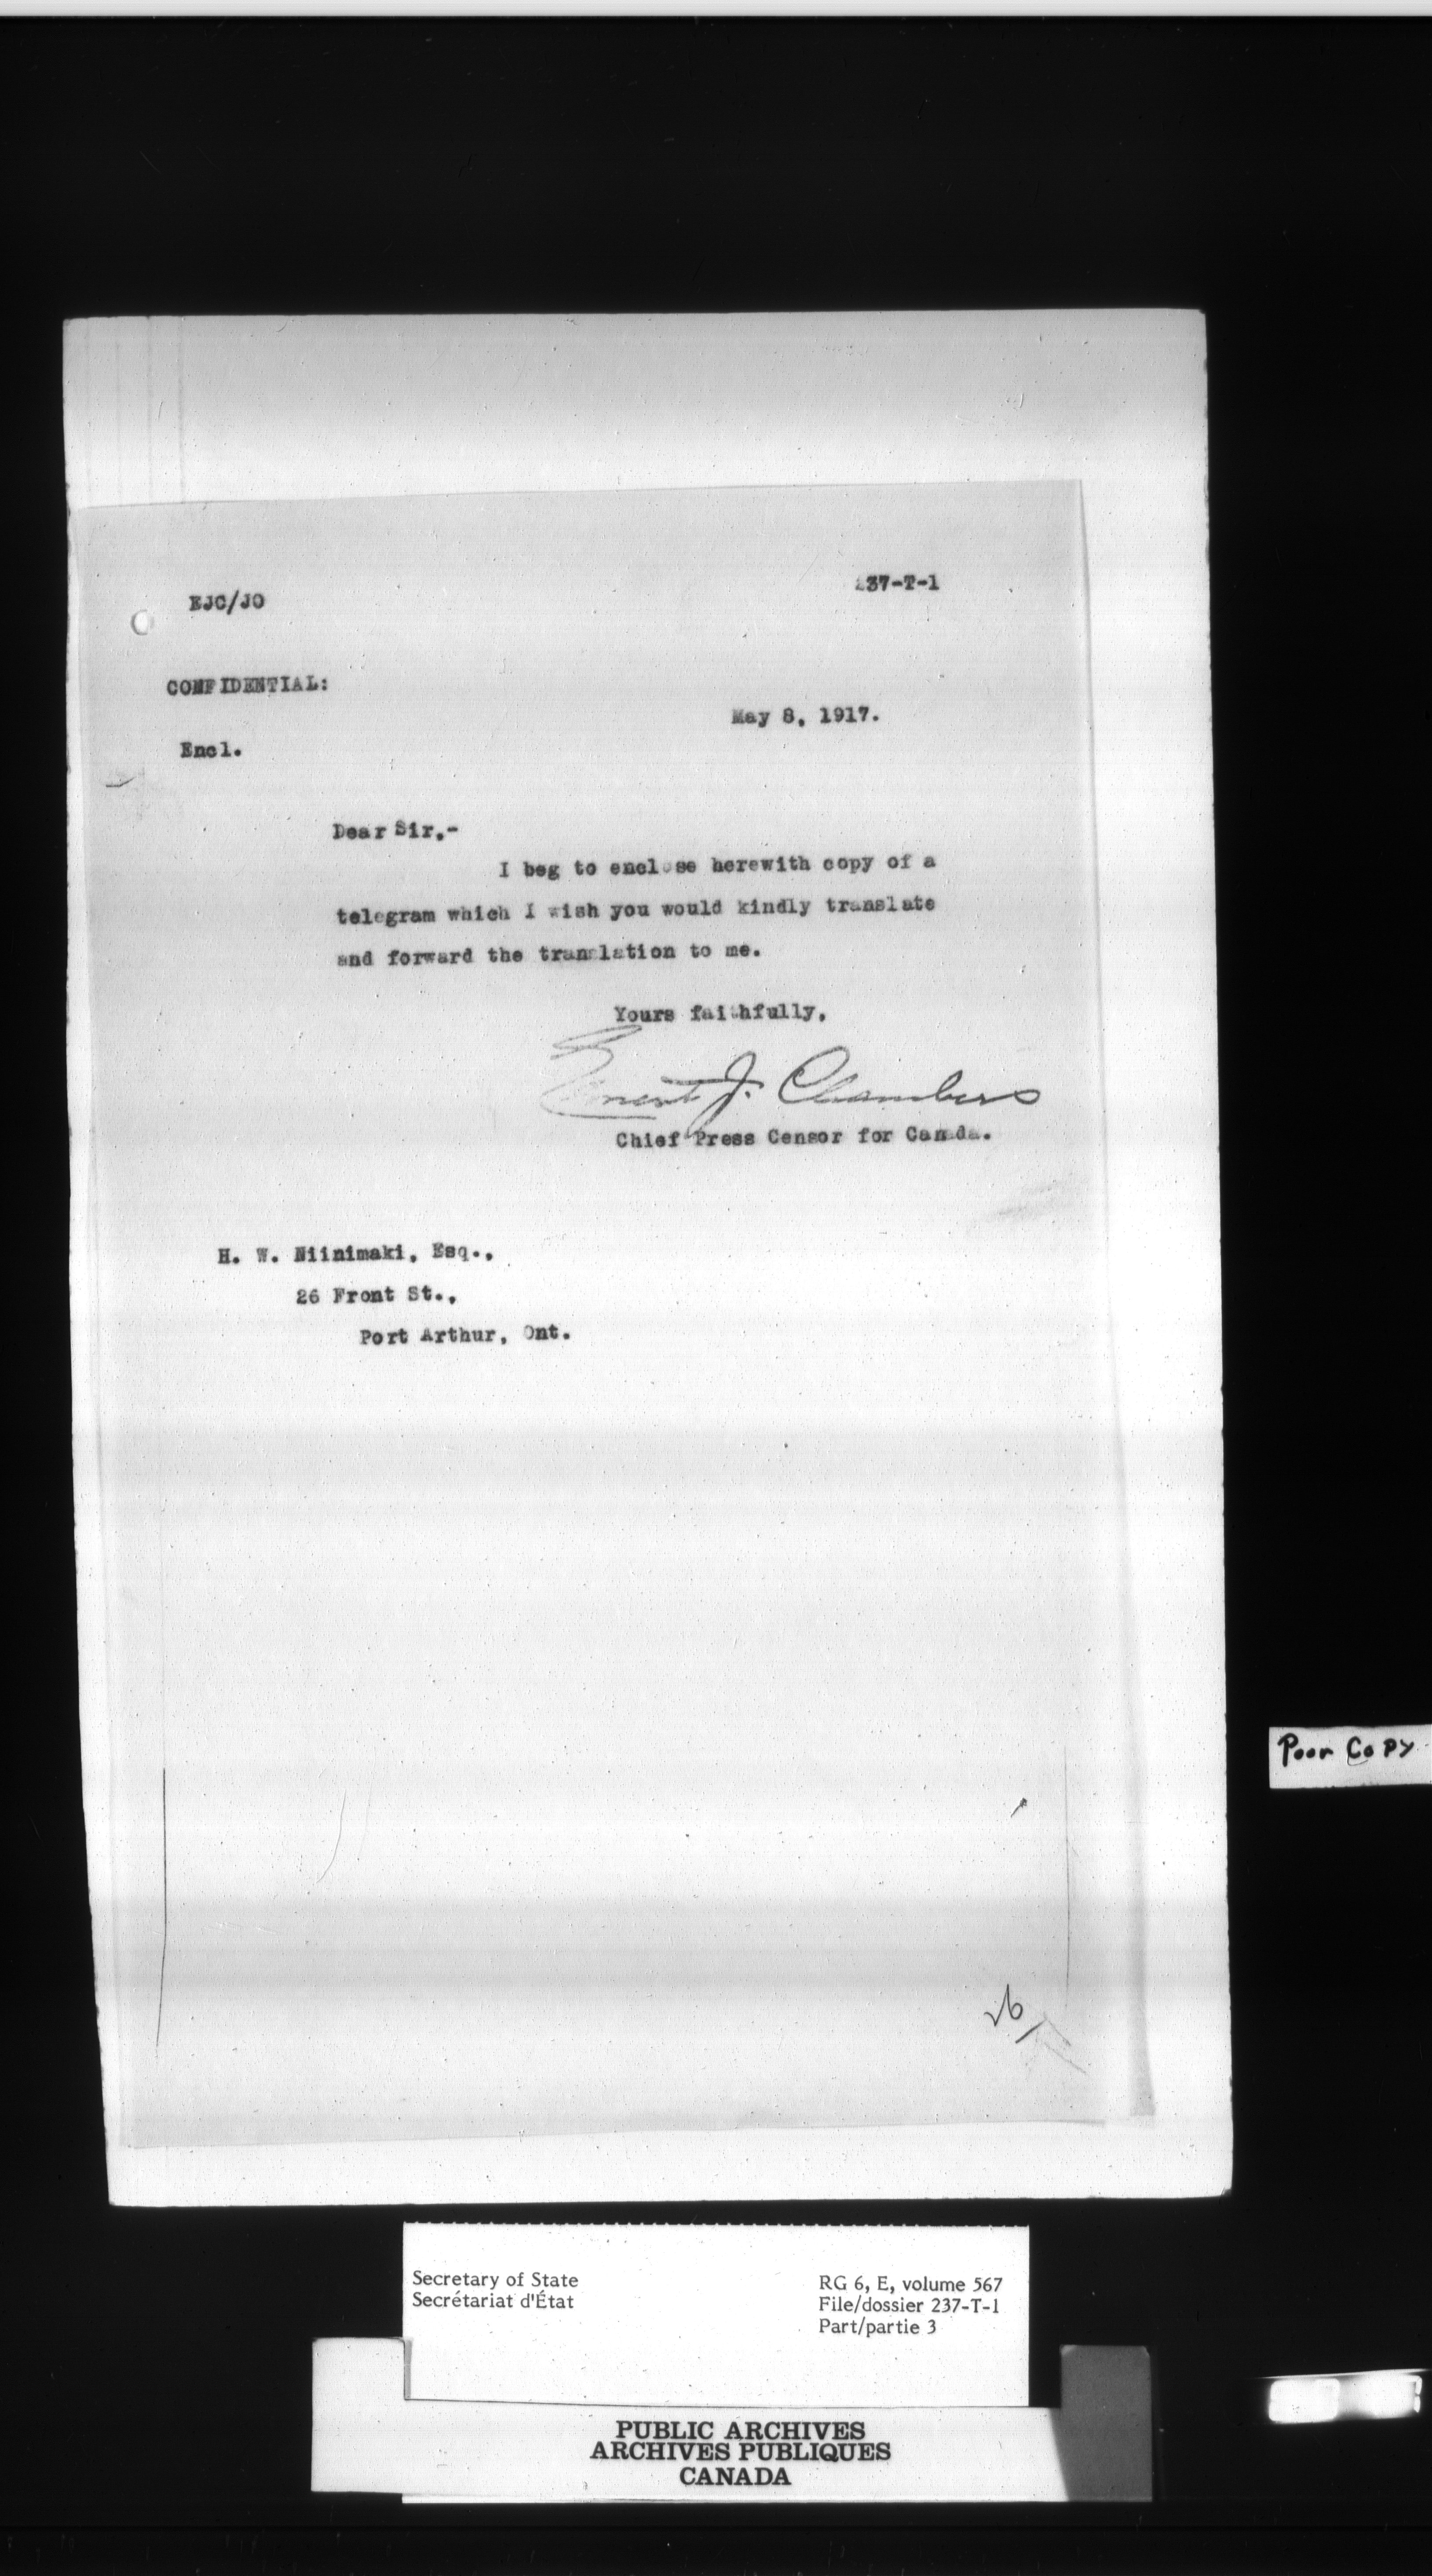 237-T-1
EJC/JO
CONFIDENTIAL:
May 8, 1917.
Encl.
Dear Sir,-
I beg to enclose herewith copy of a
telegram which I wish you would kindly translate
and forward the translation to me.
Yours faithfully,
Ernest J. Chambers
Chief Press Censor for Canada.
H. W. Niinimaki, Esq.,
26 Front St.,
Port Arthur, Ont.
Poor Copy
26
Secretary of State
Secrétariat d'État
RG 6, E, volume 567
File/dossier 237-T-1
Part/partie 3
PUBLIC ARCHIVES
ARCHIVES PUBLIQUES
CANADA